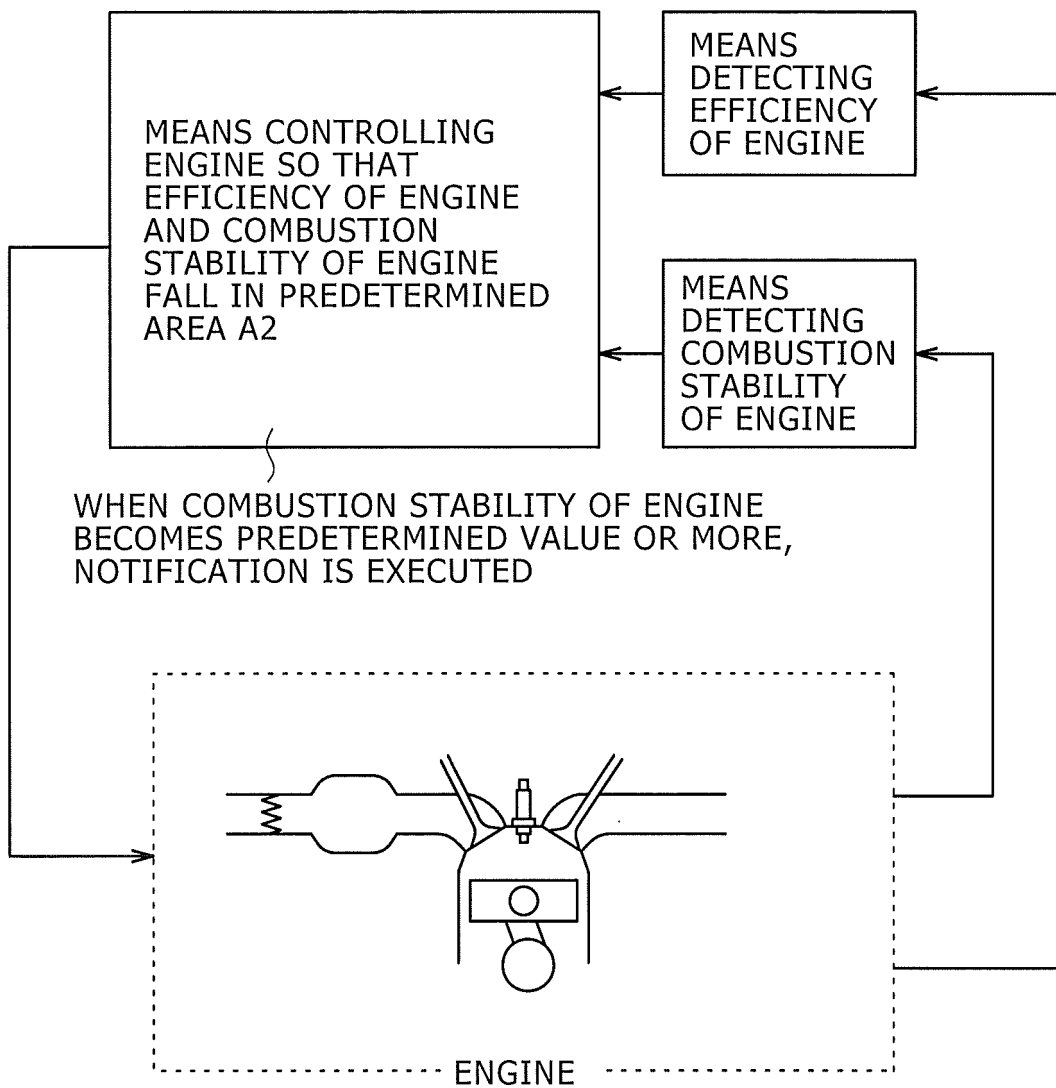 MEANS CONTROLLING
ENGINE SO THAT
EFFICIENCY OF ENGINE
AND COMBUSTION
STABILITY OF ENGINE
FALL IN PREDETERMINED
AREA A2
MEANS
DETECTING
EFFICIENCY
OF ENGINE
MEANS
DETECTING
COMBUSTION
STABILITY
OF ENGINE
WHEN COMBUSTION STABILITY OF ENGINE
BECOMES PREDETERMINED VALUE OR MORE,
NOTIFICATION IS EXECUTED
ENGINE